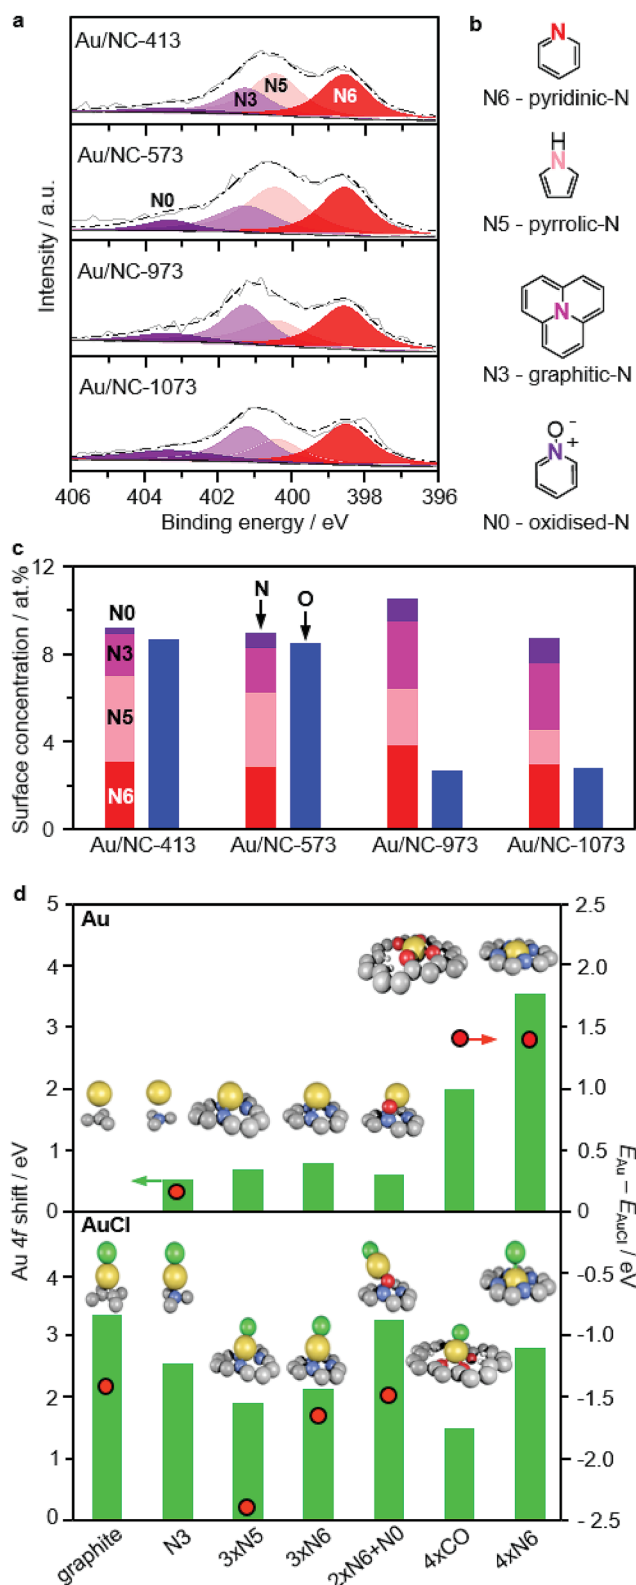 a
Au/NC-413
N3
N5
N6
Au/NC-573
N0
Au/NC-973
Au/NC-1073
Intensity / a.u.
406 404 402 400 398 396
Binding energy / eV
b
N
N6 - pyridinic-N
H
N
N5 - pyrrolic-N
N
N3 - graphitic-N
O −
N +
N0 - oxidised-N
c
Surface concentration / at.%
12
8
4
0
N0
N3
N5
N6
N
O
Au/NC-413 Au/NC-573 Au/NC-973 Au/NC-1073
d
Au
5
4
3
2
1
0
2.5
2.0
1.5
1.0
0.5
0
Au 4f shift / eV
E Au – E AuCl / eV
AuCl
4
3
2
1
0
-0.5
-1.0
-1.5
-2.0
-2.5
graphite
N3
3xN5
3xN6
2xN6+N0
4xCO
4xN6